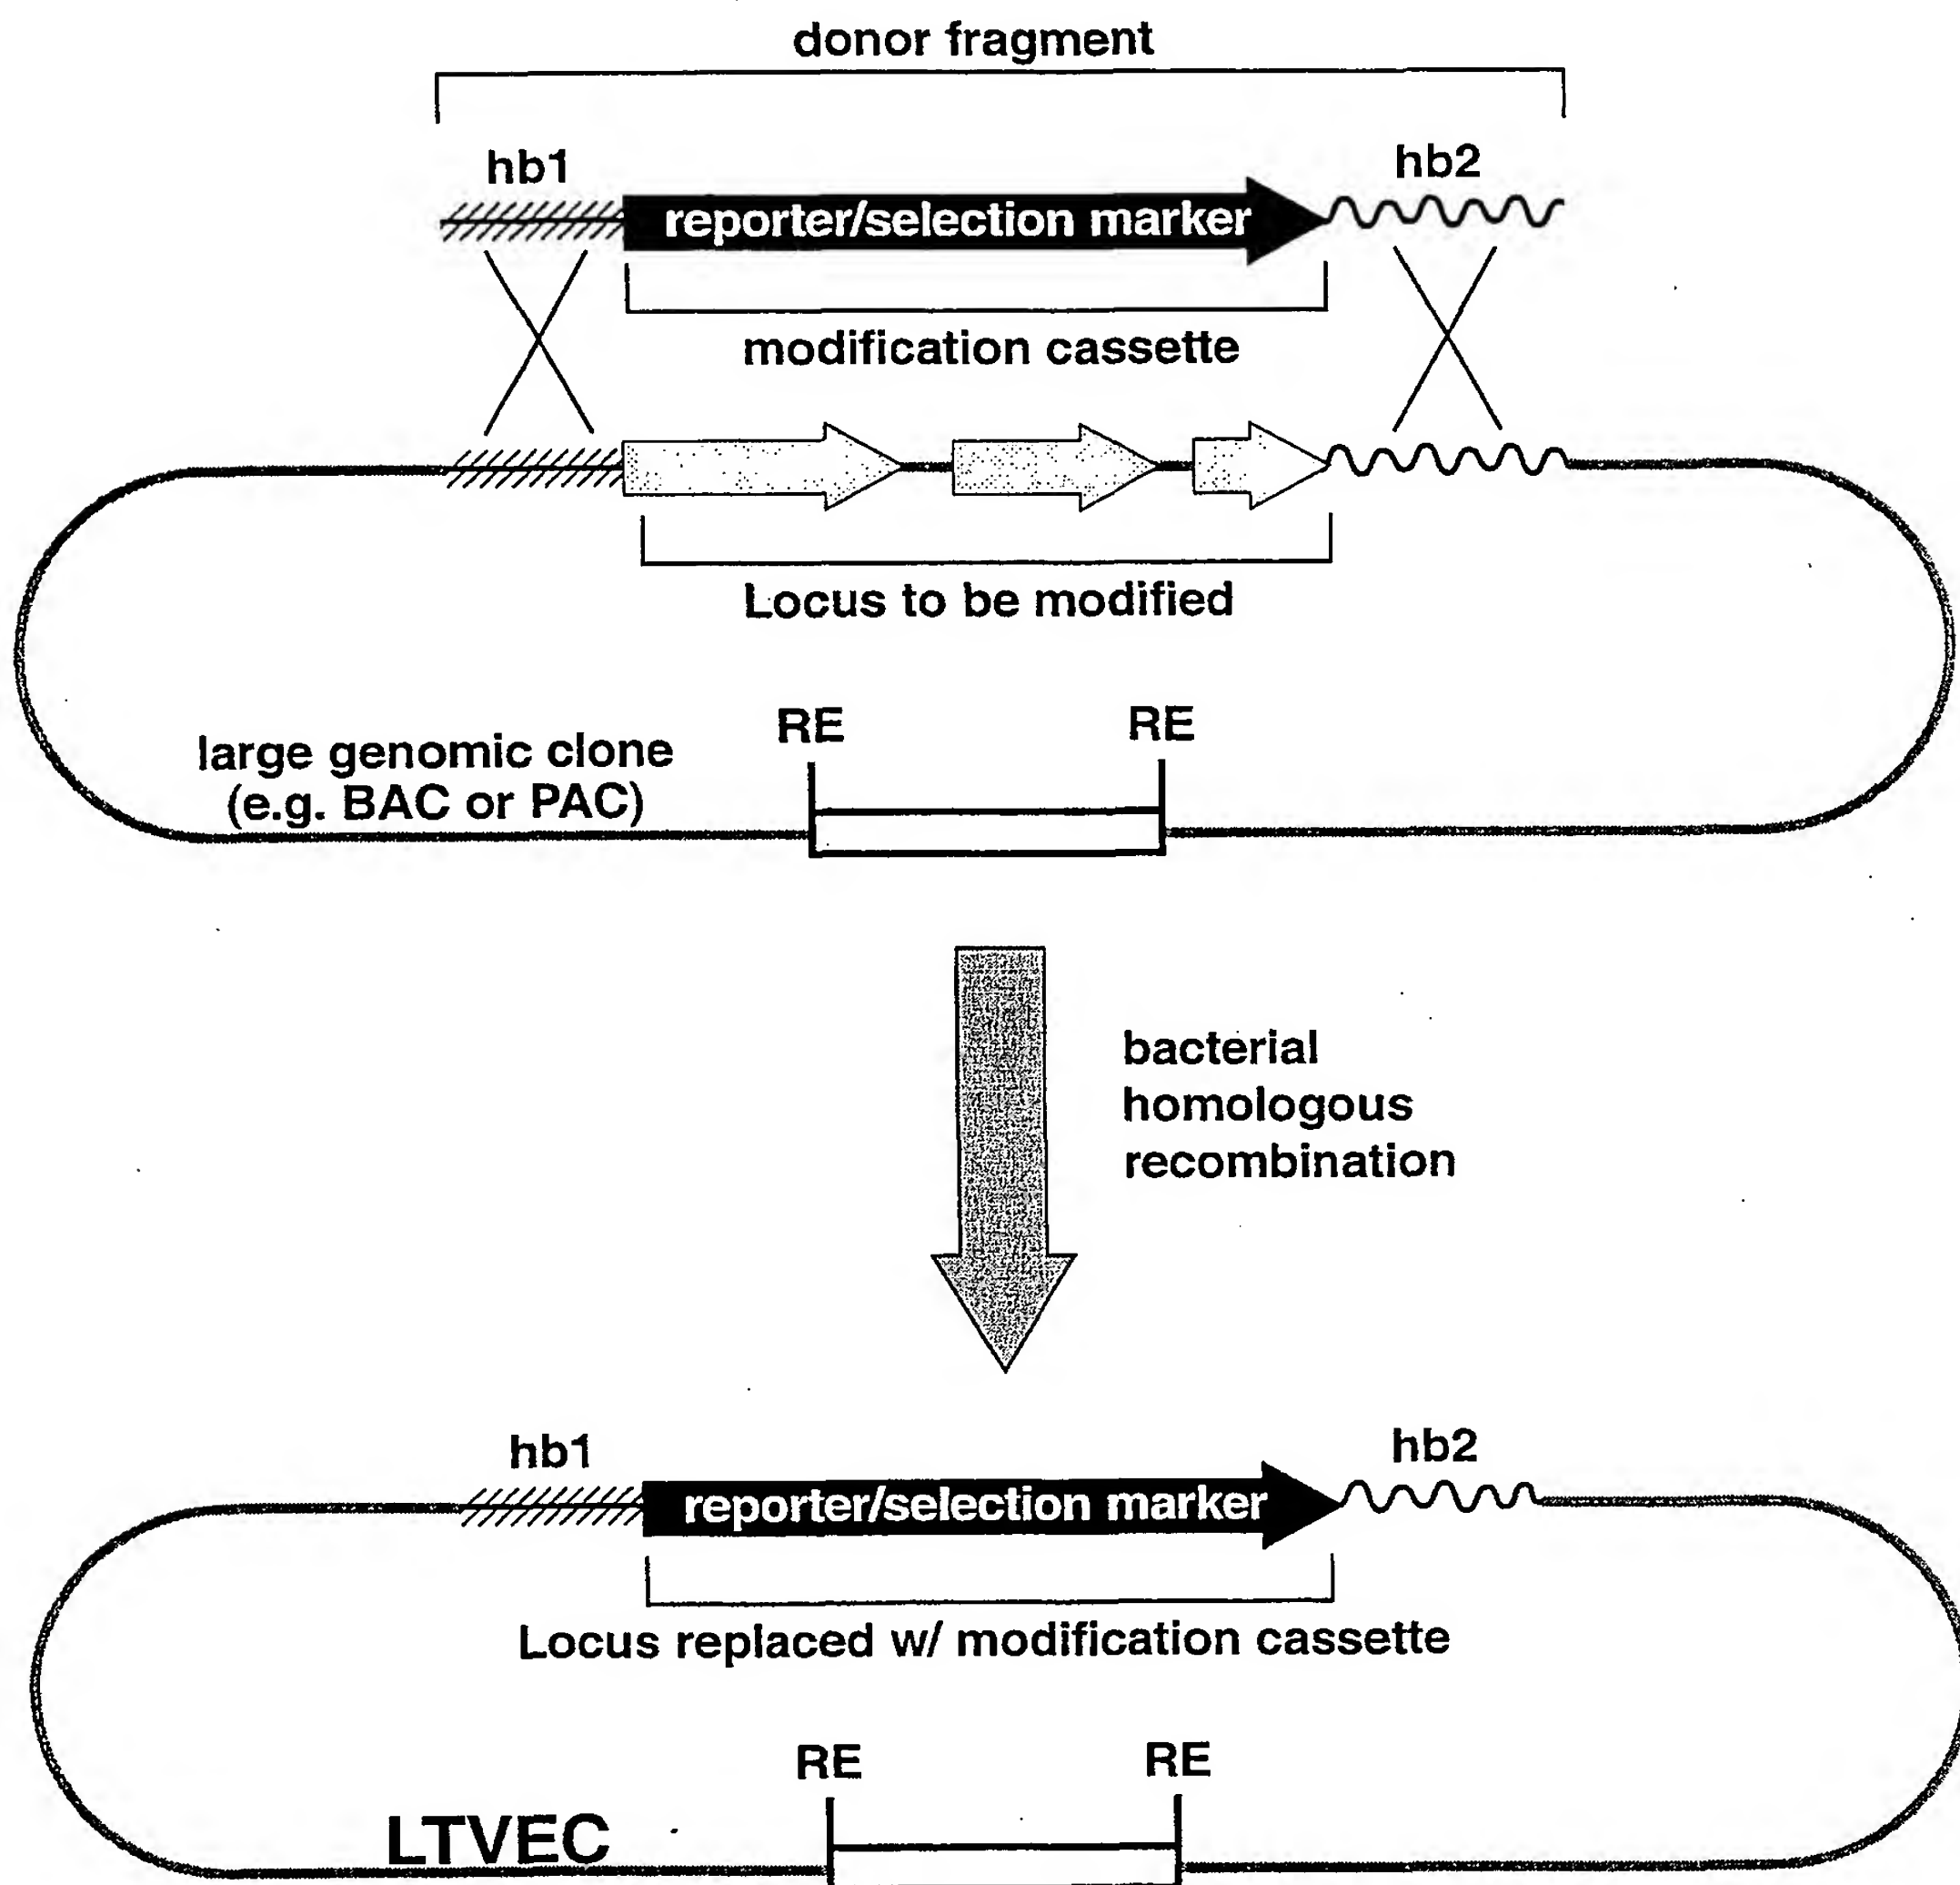 donor fragment
hb1
hb2
reporter/selection marker
modification cassette
Locus to be modified
RE
RE
large genomic clone
(e.g. BAC or PAC)
bacterial
homologous
recombination
hb1
hb2
reporter/selection marker
Locus replaced w/ modification cassette
RE
RE
LTVEC